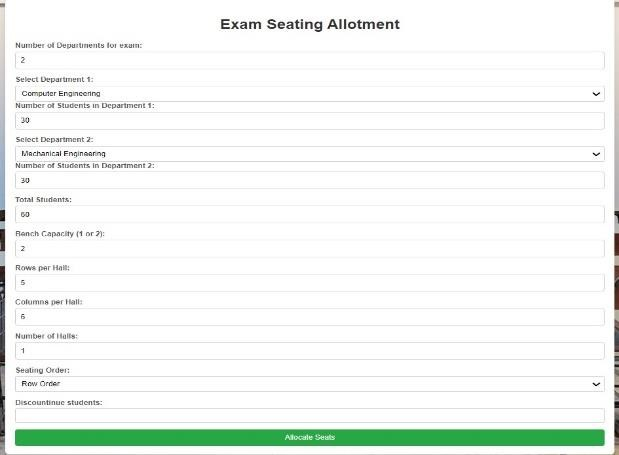 Exam Seating Allotment
Number of Departments for exam:
2
Select Department 1:
Computer Engineering
Number of Students in Department 1:
30
Select Department 2:
Mechanical Engineering
Number of Students in Department 2:
30
Total Students:
60
Bench Capacity (1 or 2):
2
Rows per Hall:
5
Columns per Hall:
6
Number of Halls:
1
Seating Order:
Row Order
Discountinue students:
Allocate Seats